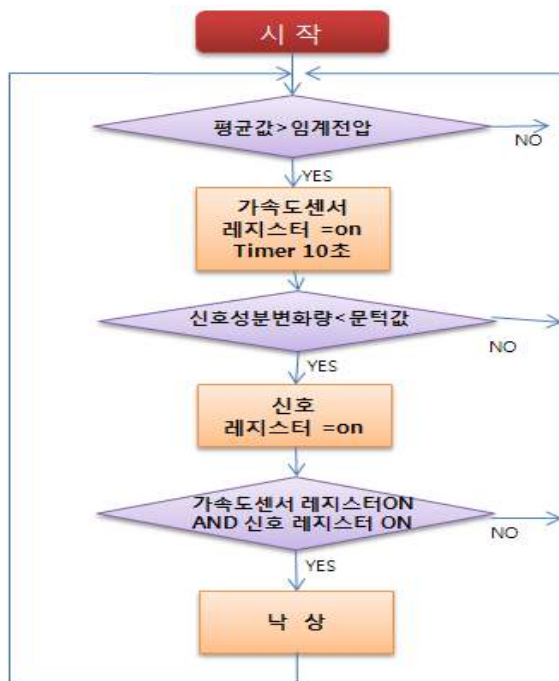 시 작
평균값>임계전압
NO
YES
가속도센서
레지스터 =on
Timer 10초
신호성분변화량<문턱값
NO
YES
신호
레지스터 =on
가속도센서 레지스터ON
AND 신호 레지스터 ON
NO
YES
낙 상